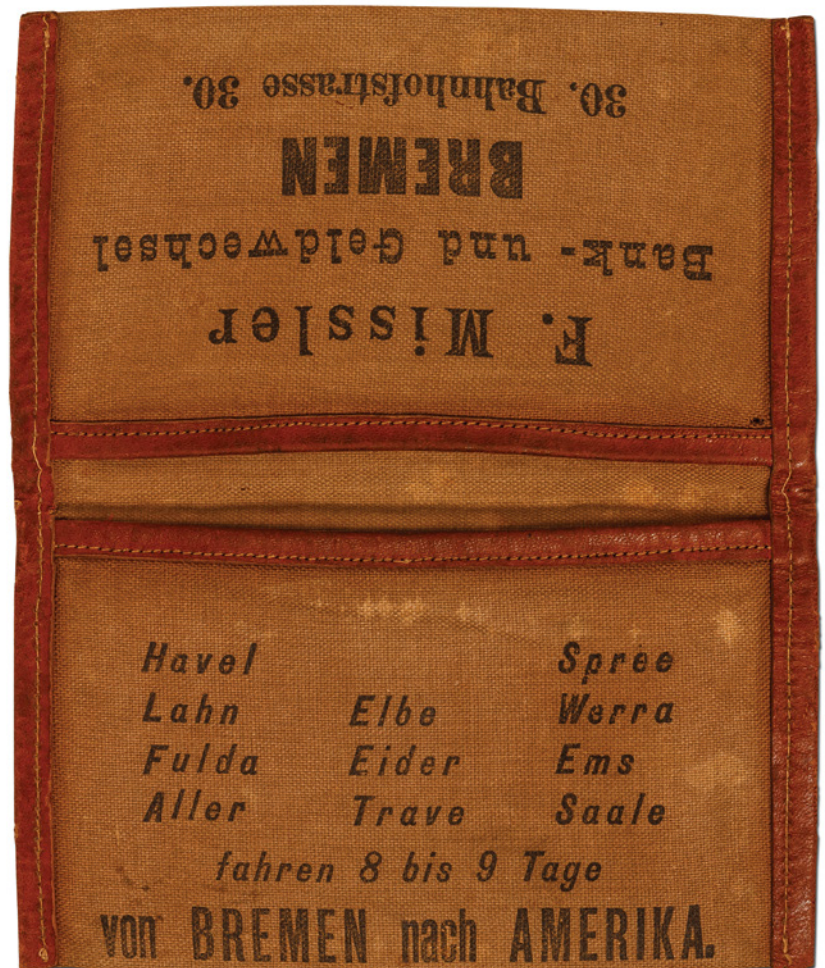 F. Missler
Bank- und Geldwechsel
BREMEN
30. Bahnhofstrasse 30.
Havel Spree
Lahn Elbe Werra
Fulda Eider Ems
Aller Trave Saale
fahren 8 bis 9 Tage
von BREMEN nach AMERIKA.